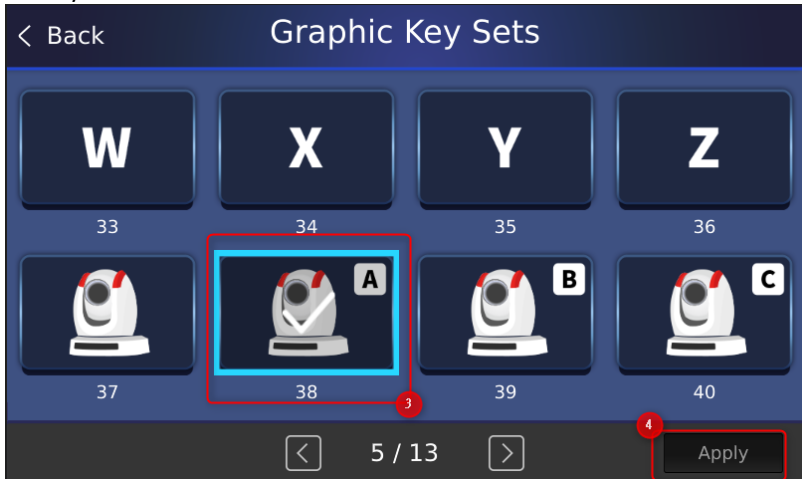 < Back
Graphic Key Sets
W X Y Z
33 34 35 36
A B C
37 38 39 40
3
4
< 5 / 13 >
Apply